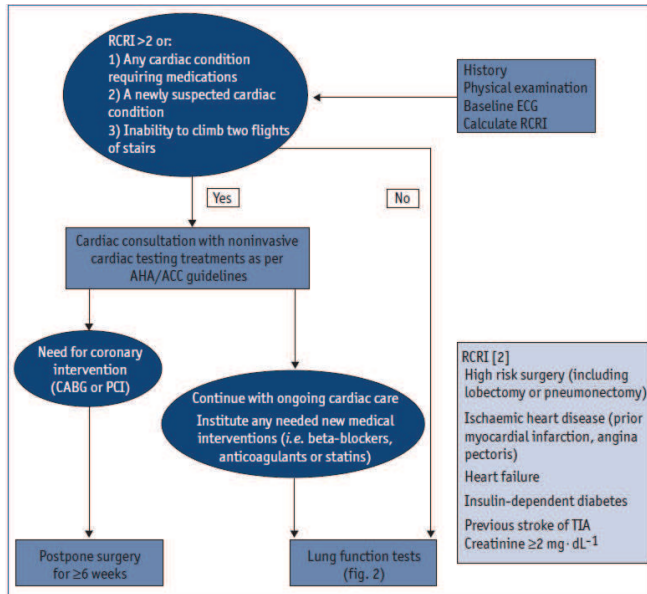 RCRI >2 or:
1) Any cardiac condition
requiring medications
2) A newly suspected cardiac
condition
3) Inability to climb two flights
of stairs
History
Physical examination
Baseline ECG
Calculate RCRI
Yes
No
Cardiac consultation with noninvasive
cardiac testing treatments as per
AHA/ACC guidelines
Need for coronary
intervention
(CABG or PCI)
Continue with ongoing cardiac care
Institute any needed new medical
interventions (i.e. beta-blockers,
anticoagulants or statins)
Postpone surgery
for ≥6 weeks
Lung function tests
(fig. 2)
RCRI [2]
High risk surgery (including
lobectomy or pneumonectomy)
Ischaemic heart disease (prior
myocardial infarction, angina
pectoris)
Heart failure
Insulin-dependent diabetes
Previous stroke of TIA
Creatinine ≥2 mg·dL-1